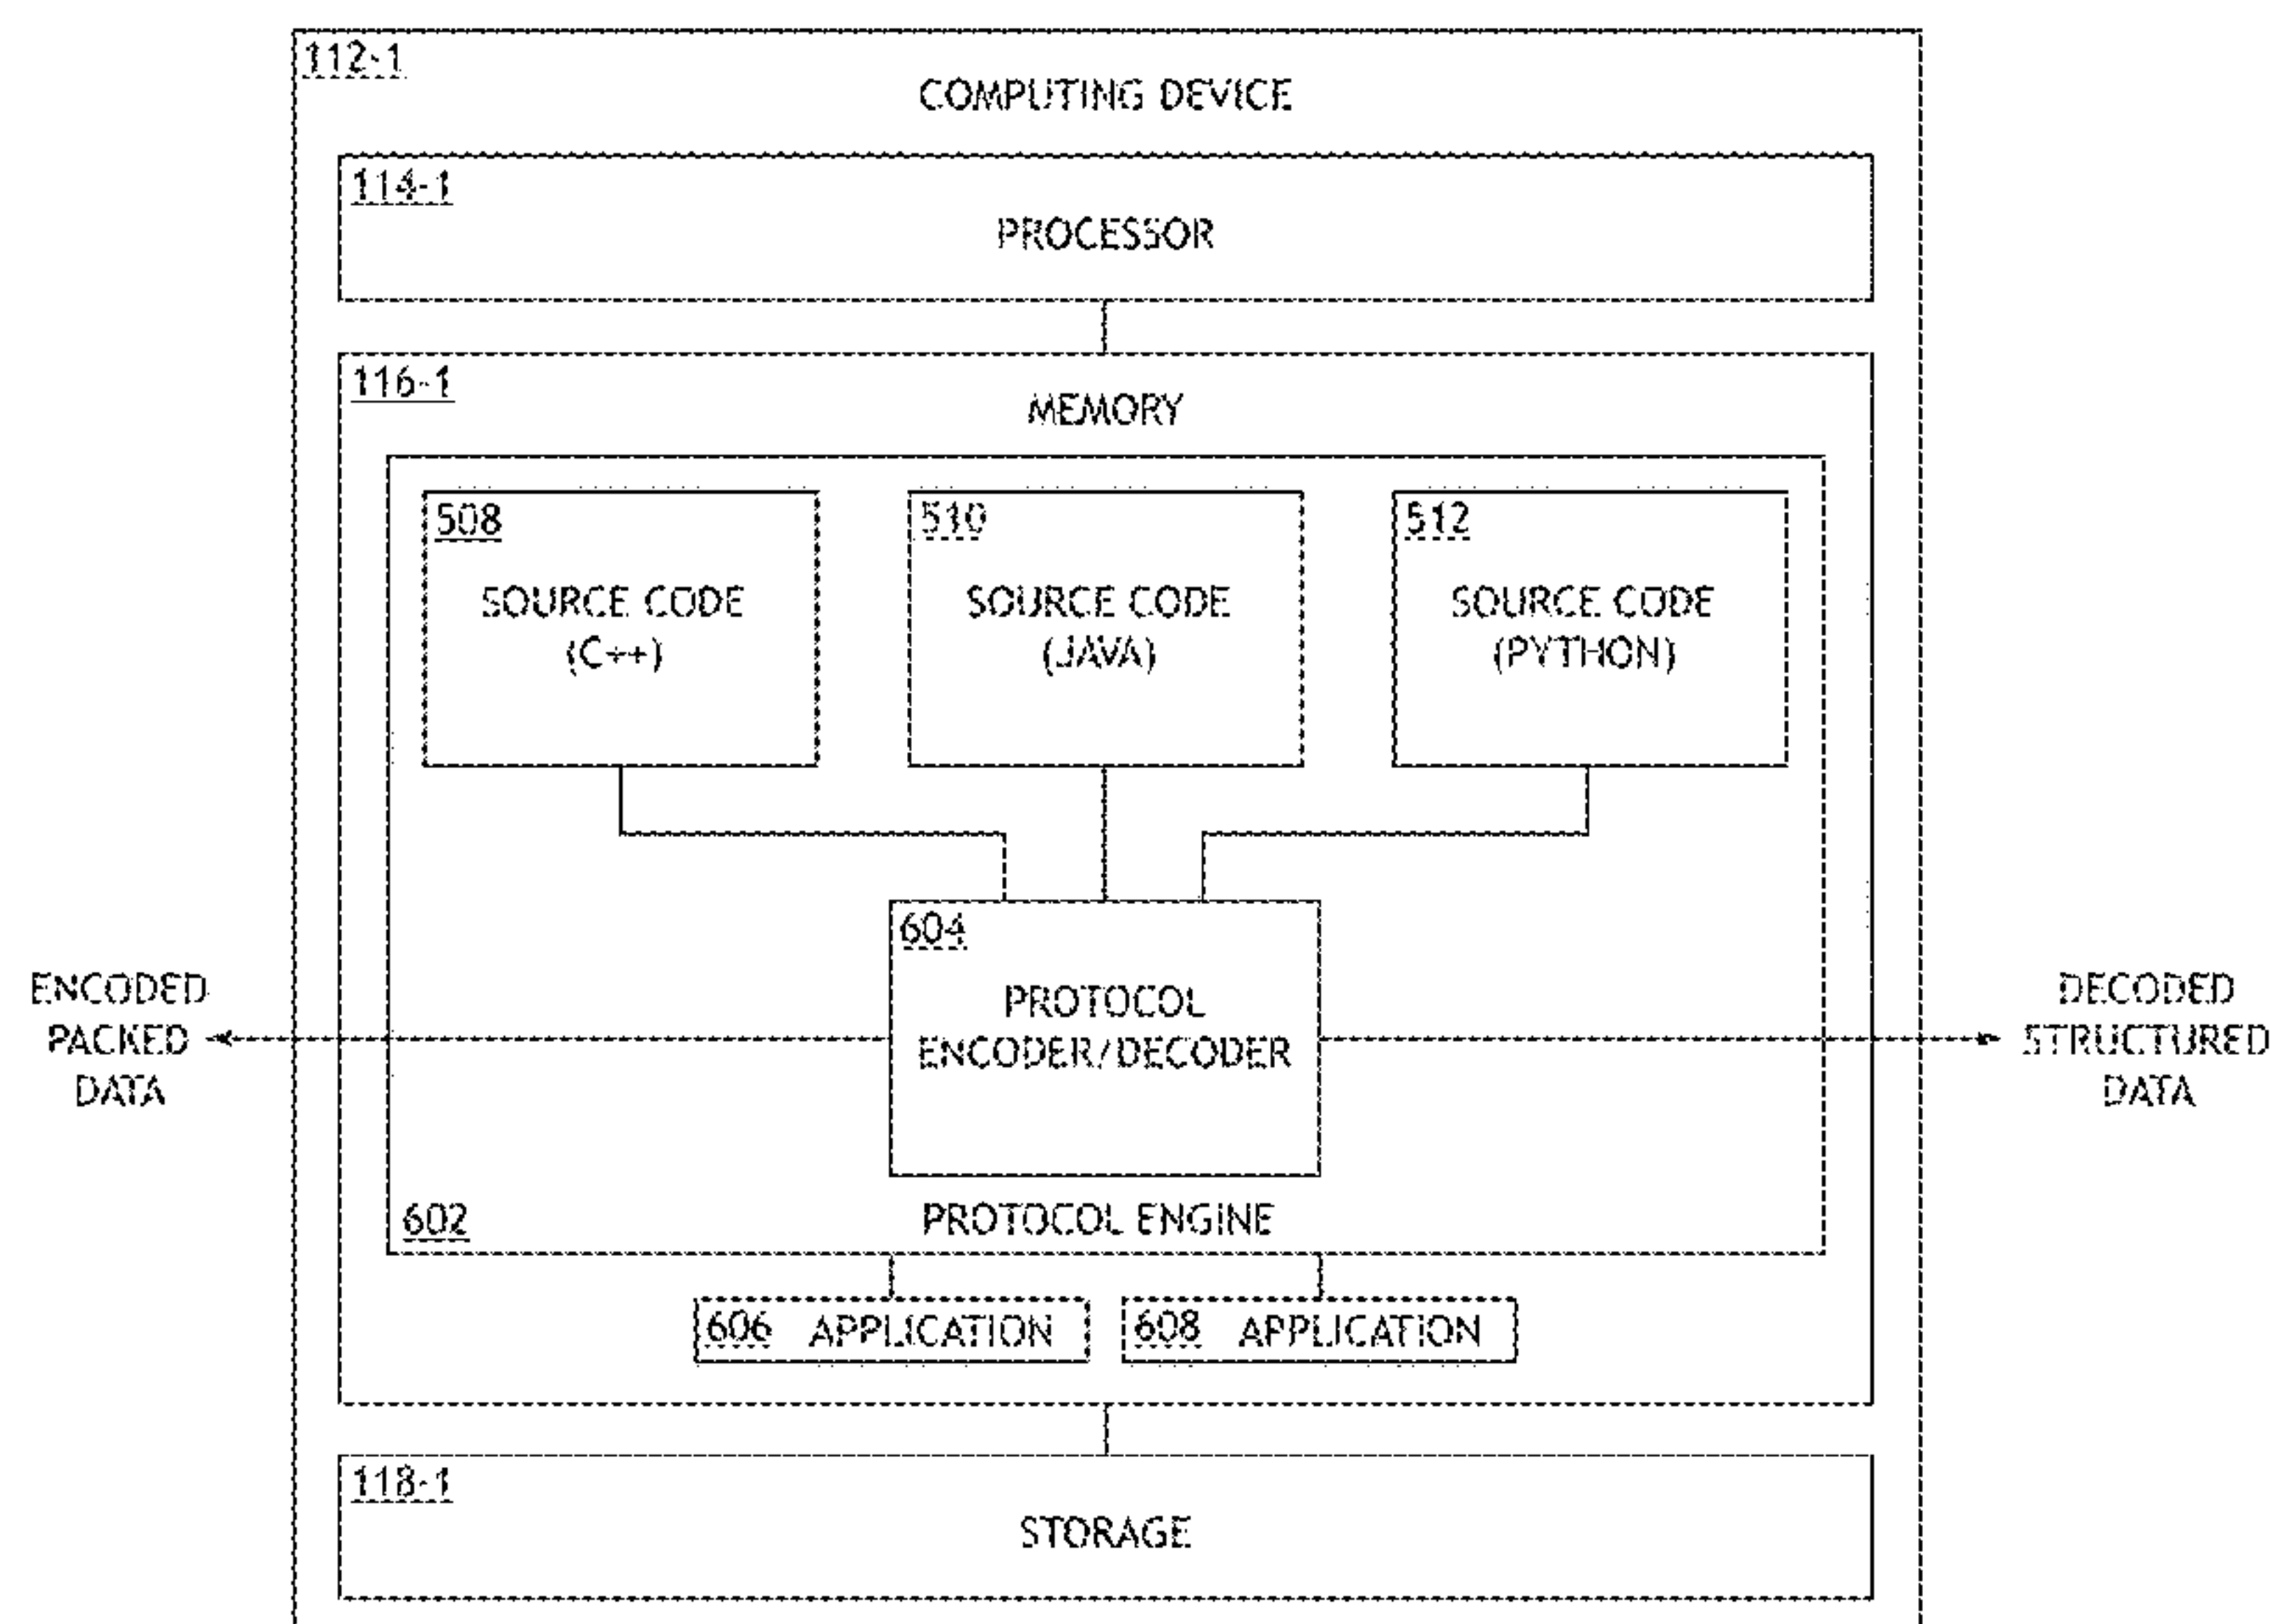 112-1
COMPUTING DEVICE
114-1
PROCESSOR
116-1
MEMORY
508
SOURCE CODE
(C++)
510
SOURCE CODE
(JAVA)
512
SOURCE CODE
(PYTHON)
604
PROTOCOL
ENCODER/DECODER
ENCODED
PACKED
DATA
DECODED
STRUCTURED
DATA
602
PROTOCOL ENGINE
606 APPLICATION
608 APPLICATION
118-1
STORAGE